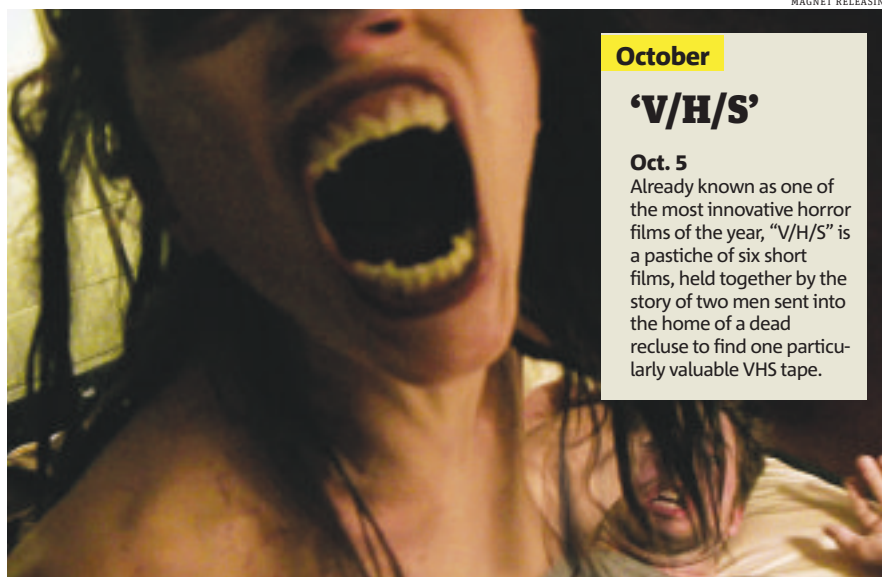 MAGNET RELEASIN
October
‘V/H/S’
Oct. 5
Already known as one of
the most innovative horror
films of the year, “V/H/S” is
a pastiche of six short
films, held together by the
story of two men sent into
the home of a dead
recluse to find one particu-
larly valuable VHS tape.